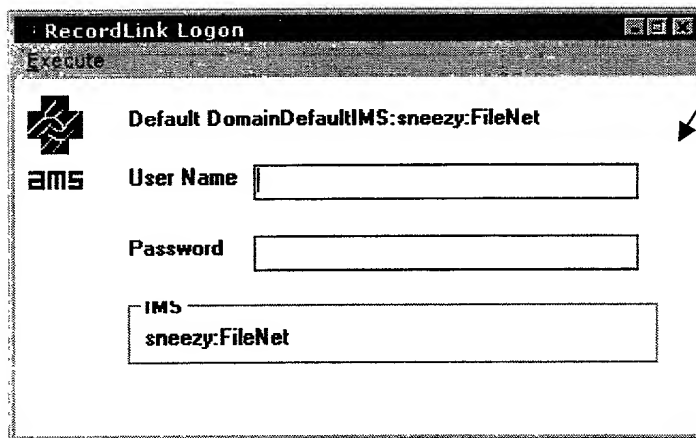 RecordLink Logon
Execute
Default DomainDefaultIMS:sneezy:FileNet
ams
User Name
Password
IMS
sneezy:FileNet